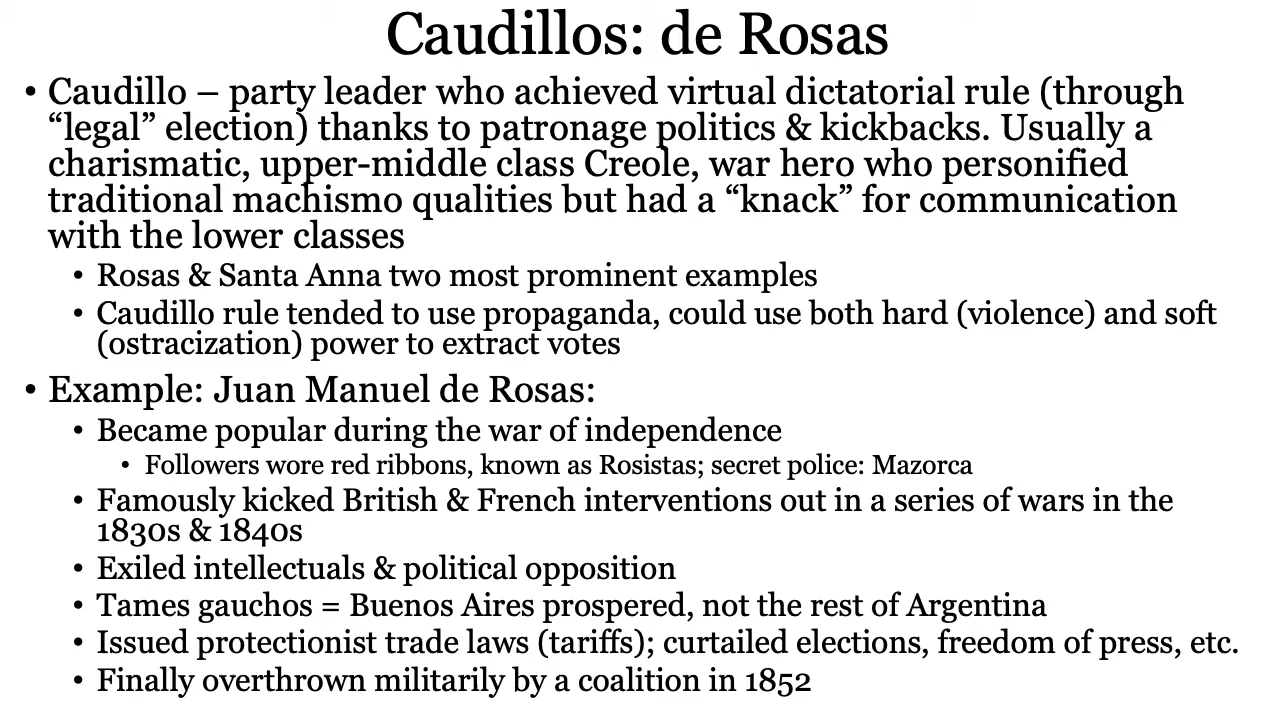 Caudillos: de Rosas
• Caudillo – party leader who achieved virtual dictatorial rule (through
“legal” election) thanks to patronage politics & kickbacks. Usually a
charismatic, upper-middle class Creole, war hero who personified
traditional machismo qualities but had a “knack” for communication
with the lower classes
• Rosas & Santa Anna two most prominent examples
• Caudillo rule tended to use propaganda, could use both hard (violence) and soft
(ostracization) power to extract votes
• Example: Juan Manuel de Rosas:
• Became popular during the war of independence
• Followers wore red ribbons, known as Rosistas; secret police: Mazorca
• Famously kicked British & French interventions out in a series of wars in the
1830s & 1840s
• Exiled intellectuals & political opposition
• Tames gauchos = Buenos Aires prospered, not the rest of Argentina
• Issued protectionist trade laws (tariffs); curtailed elections, freedom of press, etc.
• Finally overthrown militarily by a coalition in 1852